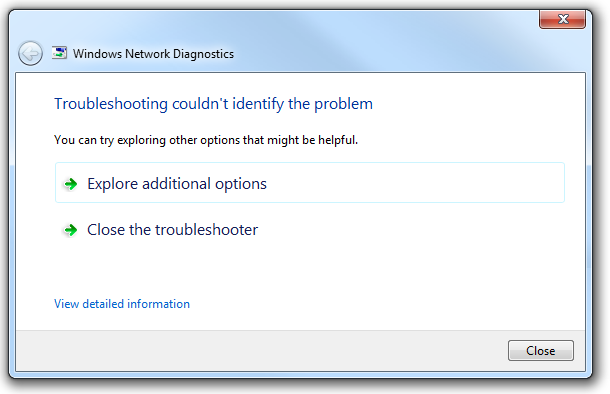 Windows Network Diagnostics
Troubleshooting couldn't identify the problem
You can try exploring other options that might be helpful.
Explore additional options
Close the troubleshooter
View detailed information
Close